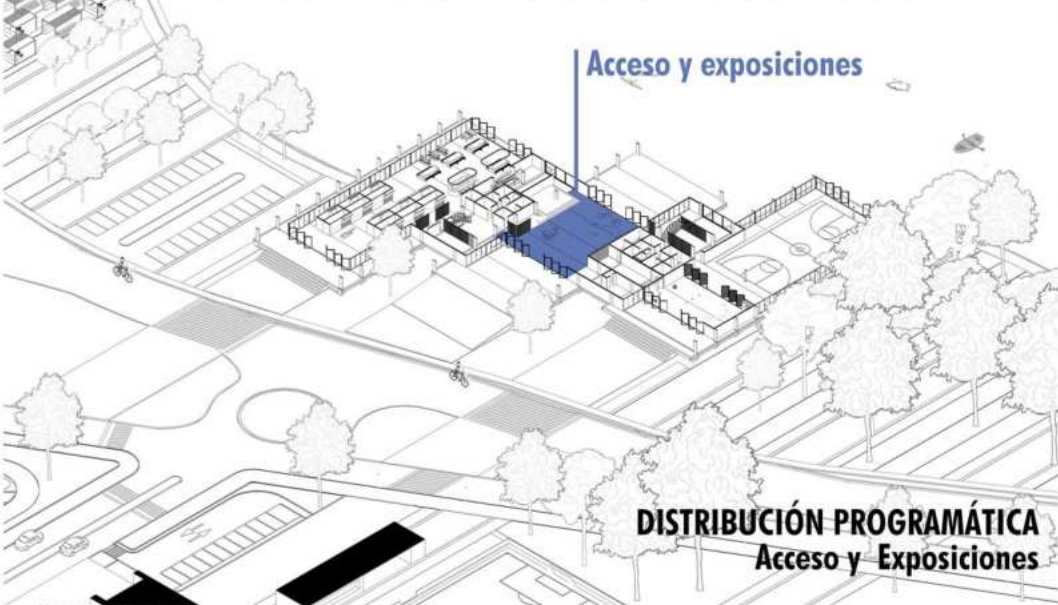 Acceso y exposiciones
DISTRIBUCIÓN PROGRAMÁTICA
Acceso y Exposiciones